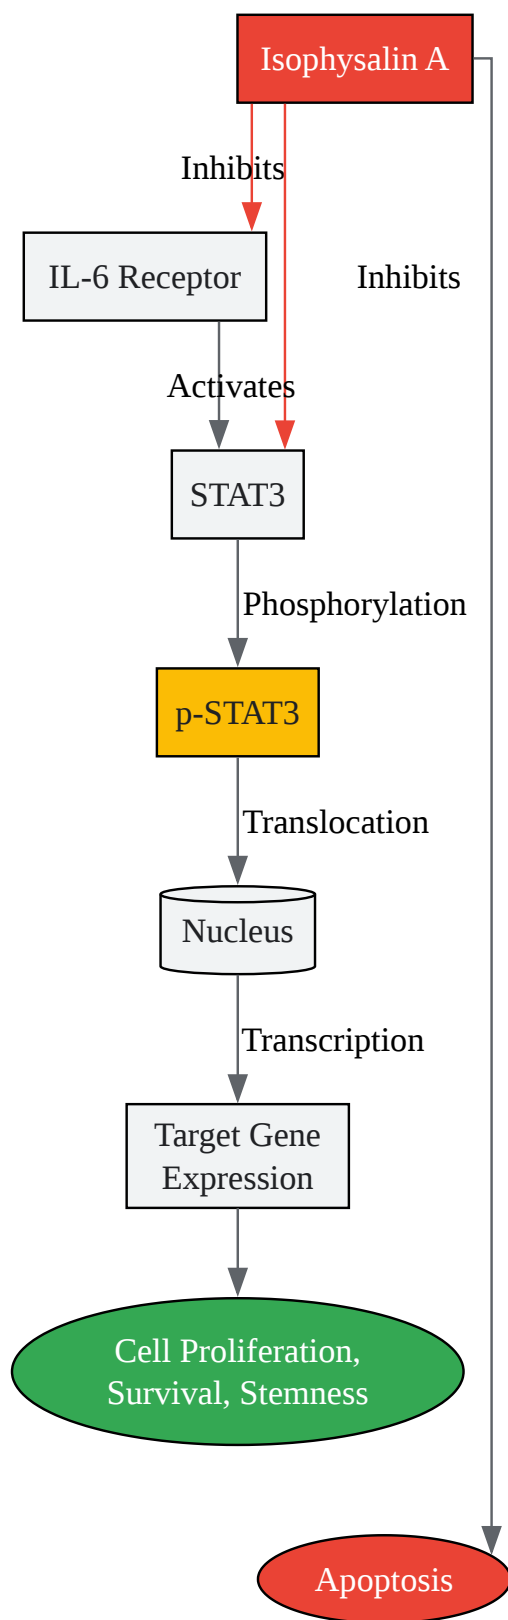 Isophysalin A
Inhibits
IL-6 Receptor
Inhibits
Activates
STAT3
Phosphorylation
p-STAT3
Translocation
Nucleus
Transcription
Target Gene
Expression
Cell Proliferation,
Survival, Stemness
Apoptosis